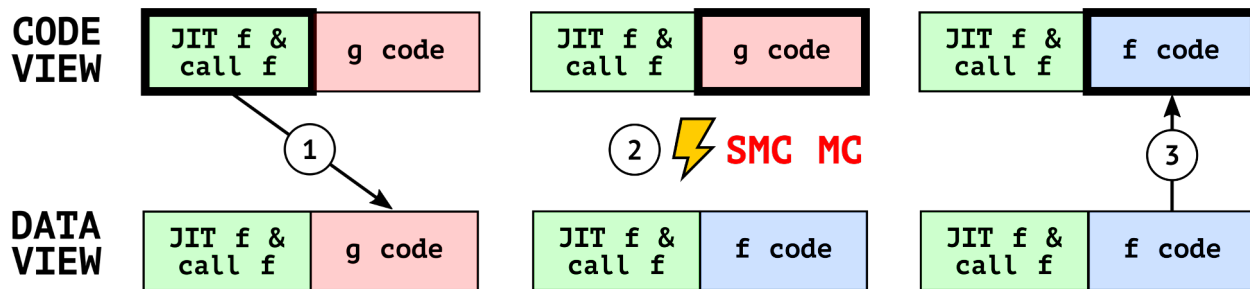 CODE
VIEW
JIT f &
call f
g code
JIT f &
call f
g code
JIT f &
call f
f code
1
2
SMC MC
3
DATA
VIEW
JIT f &
call f
g code
JIT f &
call f
f code
JIT f &
call f
f code